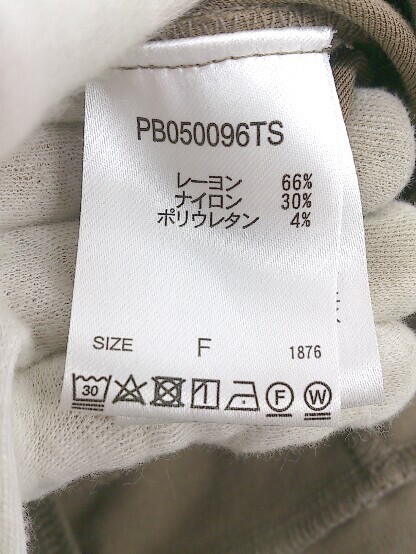 PB050096TS
レーヨン 66%
ナイロン 30%
ポリウレタン 4%
SIZE F 1876
30 F W